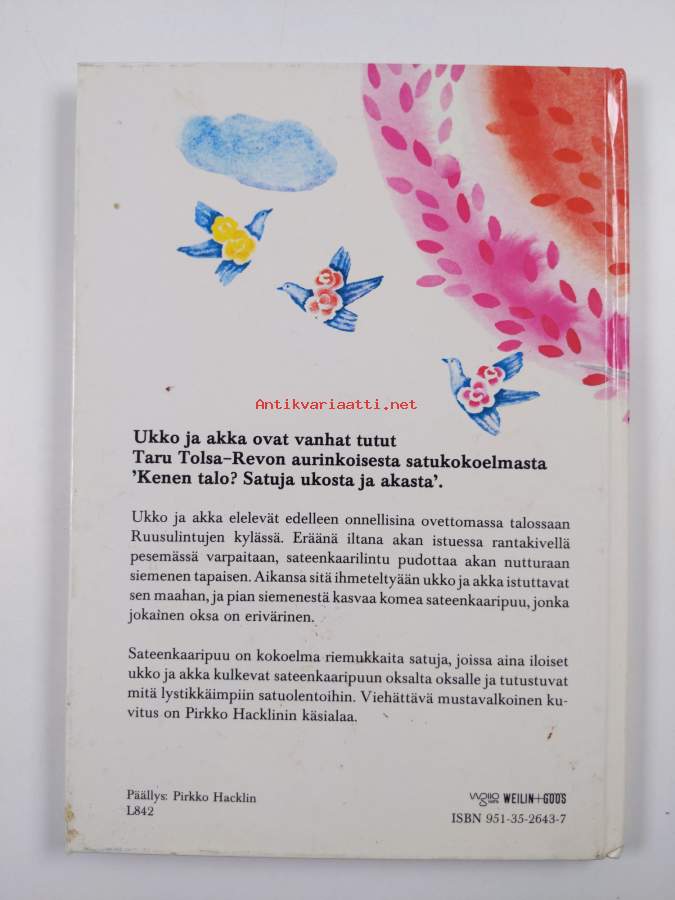 Antikvariaatti.net
Ukko ja akka ovat vanhat tutut
Taru Tolsa-Revon aurinkoisesta satukokoelmasta
’Kenen talo? Satuja ukosta ja akasta’.
Ukko ja akka elelevät edelleen onnellisina ovettomassa talossaan
Ruusulintujen kylässä. Eräänä iltana akan istuessa rantakivellä
pesemässä varpaitaan, sateenkaarilintu pudottaa akan nutturaan
siemenen tapaisen. Aikansa sitä ihmeteltyään ukko ja akka istuttavat
sen maahan, ja pian siemenestä kasvaa komea sateenkaaripuu, jonka
jokainen oksa on erivärinen.
Sateenkaaripuu on kokoelma riemukkaita satuja, joissa aina iloiset
ukko ja akka kulkevat sateenkaaripuun oksalta oksalle ja tutustuvat
mitä lystikkäimpiin satuolentoihin. Viehättävä mustavalkoinen ku-
vitus on Pirkko Hacklinin käsialaa.
Päällys: Pirkko Hacklin
WEILIN+GÖÖS
L842
ISBN 951-35-2643-7